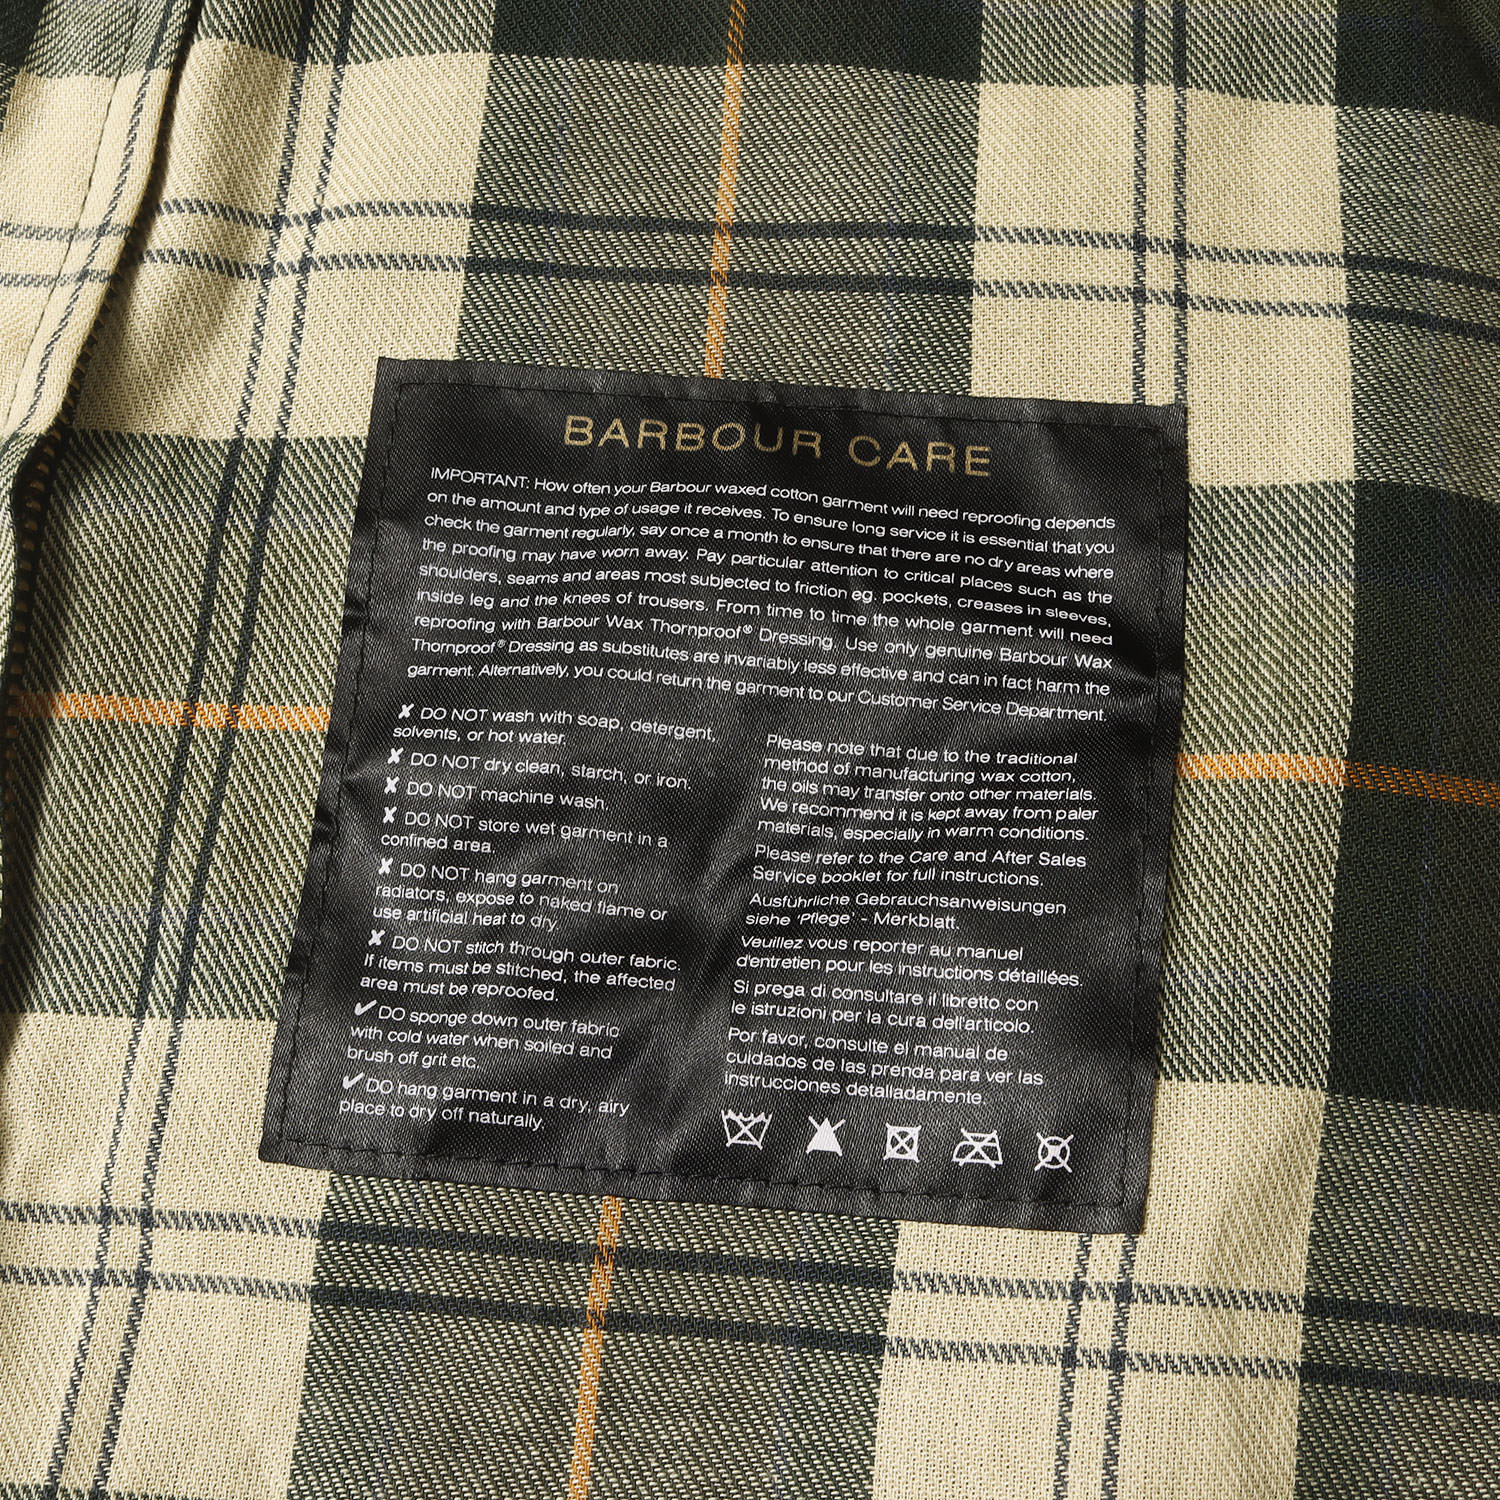 BARBOUR CARE
IMPORTANT: How often your Barbour waxed cotton garment will need reproofing depends
on the amount and type of usage it receives. To ensure long service it is essential that you
check the garment regularly, say once a month to ensure that there are no dry areas where
the proofing may have worn away. Pay particular attention to critical places such as the
shoulders, seams and areas most subjected to friction eg. pockets, creases in sleeves,
inside leg and the knees of trousers. From time to time the whole garment will need
reproofing with Barbour Wax Thornproof® Dressing. Use only genuine Barbour Wax
Thornproof® Dressing as substitutes are invariably less effective and can in fact harm the
garment. Alternatively, you could return the garment to our Customer Service Department.
✘ DO NOT wash with soap, detergent,
solvents, or hot water.
✘ DO NOT dry clean, starch, or iron.
✘ DO NOT machine wash.
✘ DO NOT store wet garment in a
confined area.
✘ DO NOT hang garment on
radiators, expose to naked flame or
use artificial heat to dry.
✘ DO NOT stitch through outer fabric.
If items must be stitched, the affected
area must be reproofed.
✔ DO sponge down outer fabric
with cold water when soiled and
brush off grit etc.
✔ DO hang garment in a dry, airy
place to dry off naturally.
Please note that due to the traditional
method of manufacturing wax cotton,
the oils may transfer onto other materials.
We recommend it is kept away from paler
materials, especially in warm conditions.
Please refer to the Care and After Sales
Service booklet for full instructions.
Ausführliche Gebrauchsanweisungen
siehe 'Pflege' - Merkblatt.
Veuillez vous reporter au manuel
d'entretien pour les instructions détaillées.
Si prega di consultare il libretto con
le istruzioni per la cura dell'articolo.
Por favor, consulte el manual de
cuidados de las prenda para ver las
instrucciones detalladamente.